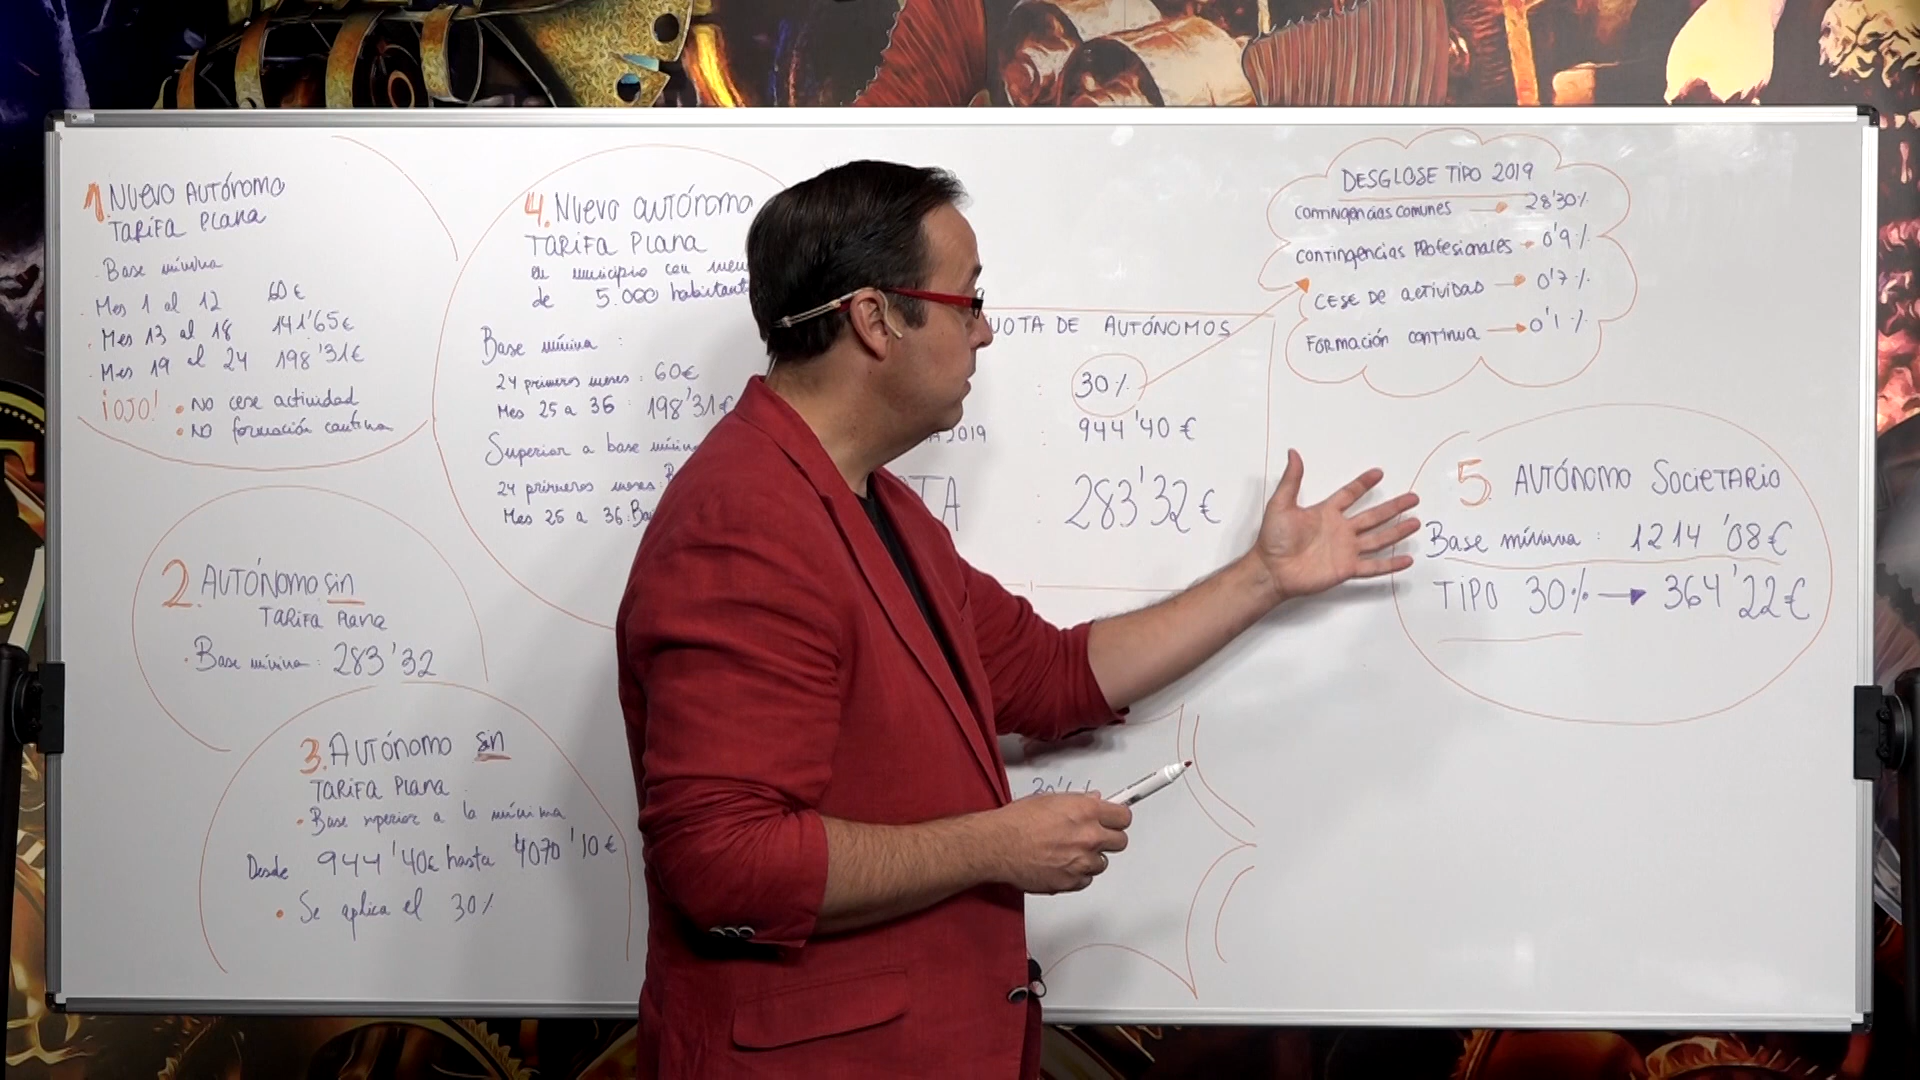 1. NUEVO AUTÓNOMO
TARIFA PLANA
· Base mínima
· Mes 1 al 12 60 €
· Mes 13 al 18 141'65 €
· Mes 19 al 24 198'31 €
¡OJO! • NO cese actividad
• NO formación continua
2. AUTÓNOMO sin
TARIFA PLANA
· Base mínima: 283'32
3. AUTÓNOMO sin
TARIFA PLANA
• Base superior a la mínima
Desde 944'40€ hasta 4070'10 €
• Se aplica el 30%
4. NUEVO AUTÓNOMO
TARIFA PLANA
en municipio con
de 5.000
Base mínima :
24 primeros meses : 60€
Mes 25 a 36 : 198'31€
Superior a base
24 primeros meses:
Mes 25 a 36:
UOTA DE AUTÓNOMOS
: 30%
2019 : 944'40 €
TA : 283'32 €
DESGLOSE TIPO 2019
CONTINGENCIAS COMUNES 28'30%
CONTINGENCIAS PROFESIONALES 0'9%
CESE DE ACTIVIDAD 0'7%
FORMACIÓN CONTINUA 0'1%
5. AUTÓNOMO SOCIETARIO
Base mínima : 1214'08€
TIPO 30% → 364'22€